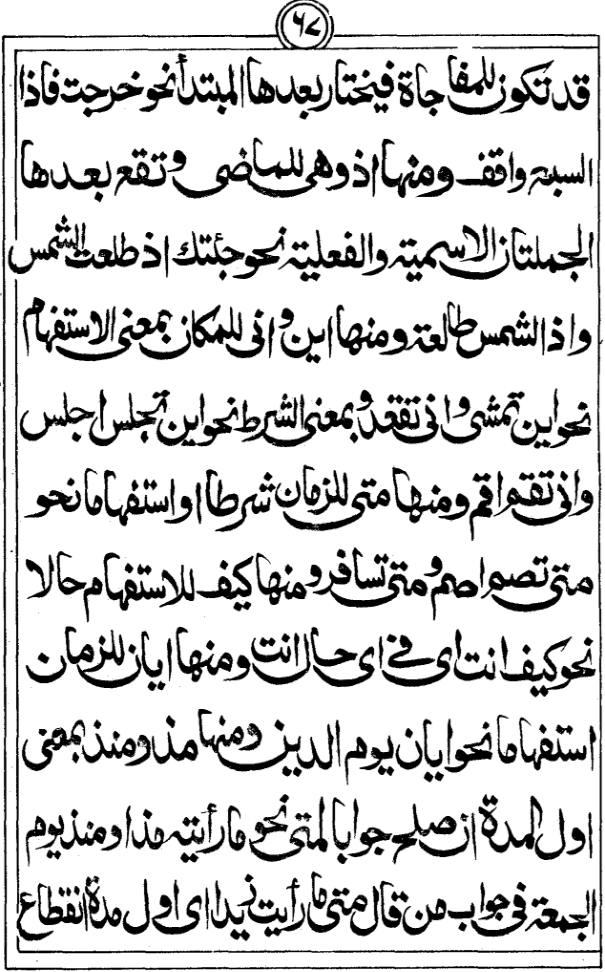 ٦٧
قد تكون للمفاجاة فيختار بعدها المبتدأ نحو خرجت فاذا
السبع واقف ومنها اذ وهى للماضى وتقع بعدها
الجملتان الاسمية والفعلية نحو جئتك اذ طلعت الشمس
واذ الشمس طالعة ومنها اين وانى للمكان بمعنى الاستفهام
نحو اين تمشى وانى تقعد وبمعنى الشرط نحو اين تجلس اجلس
وانى تقم اقم ومنها متى للزمان شرطا او استفهاما نحو
متى تصم اصم ومتى تسافر ومنها كيف للاستفهام حالا
نحو كيف انت اى فى اى حال انت ومنها ايان للزمان
استفهاما نحو ايان يوم الدين ومنها مذ ومنذ بمعنى
اول المدة ان صلح جوابا لمتى نحو ما رأيته مذ او منذ يوم
الجمعة فى جواب من قال متى ما رأيت زيدا اى اول مدة انقطاع